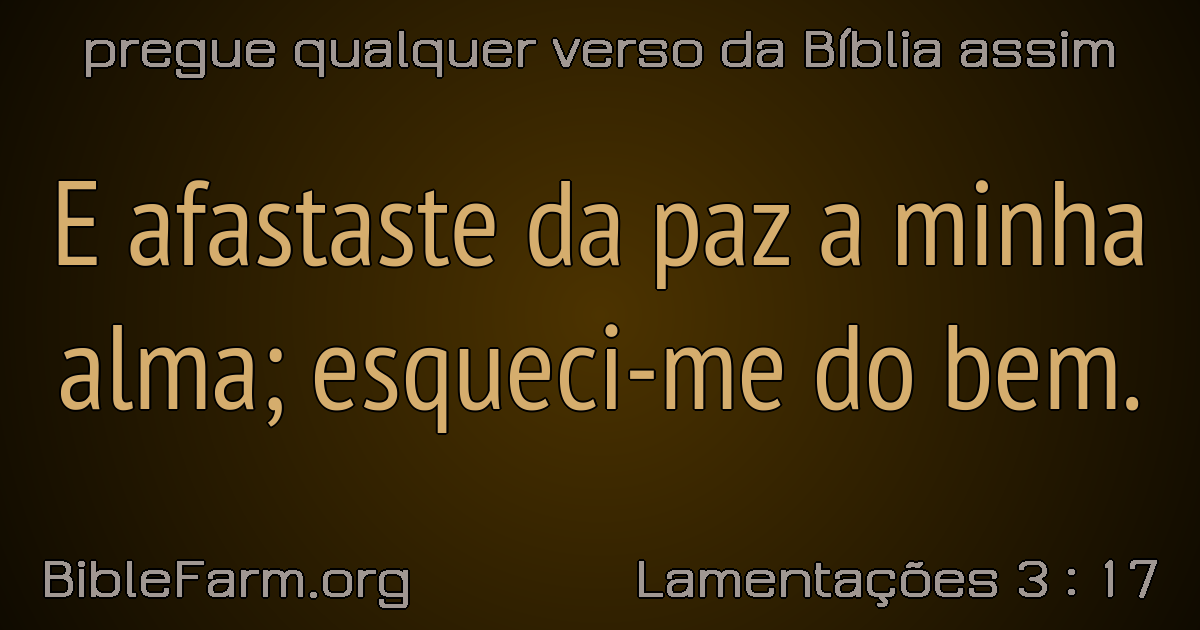 pregue qualquer verso da Bíblia assim
E afastaste da paz a minha
alma; esqueci-me do bem.
BibleFarm.org
Lamentações 3 : 17